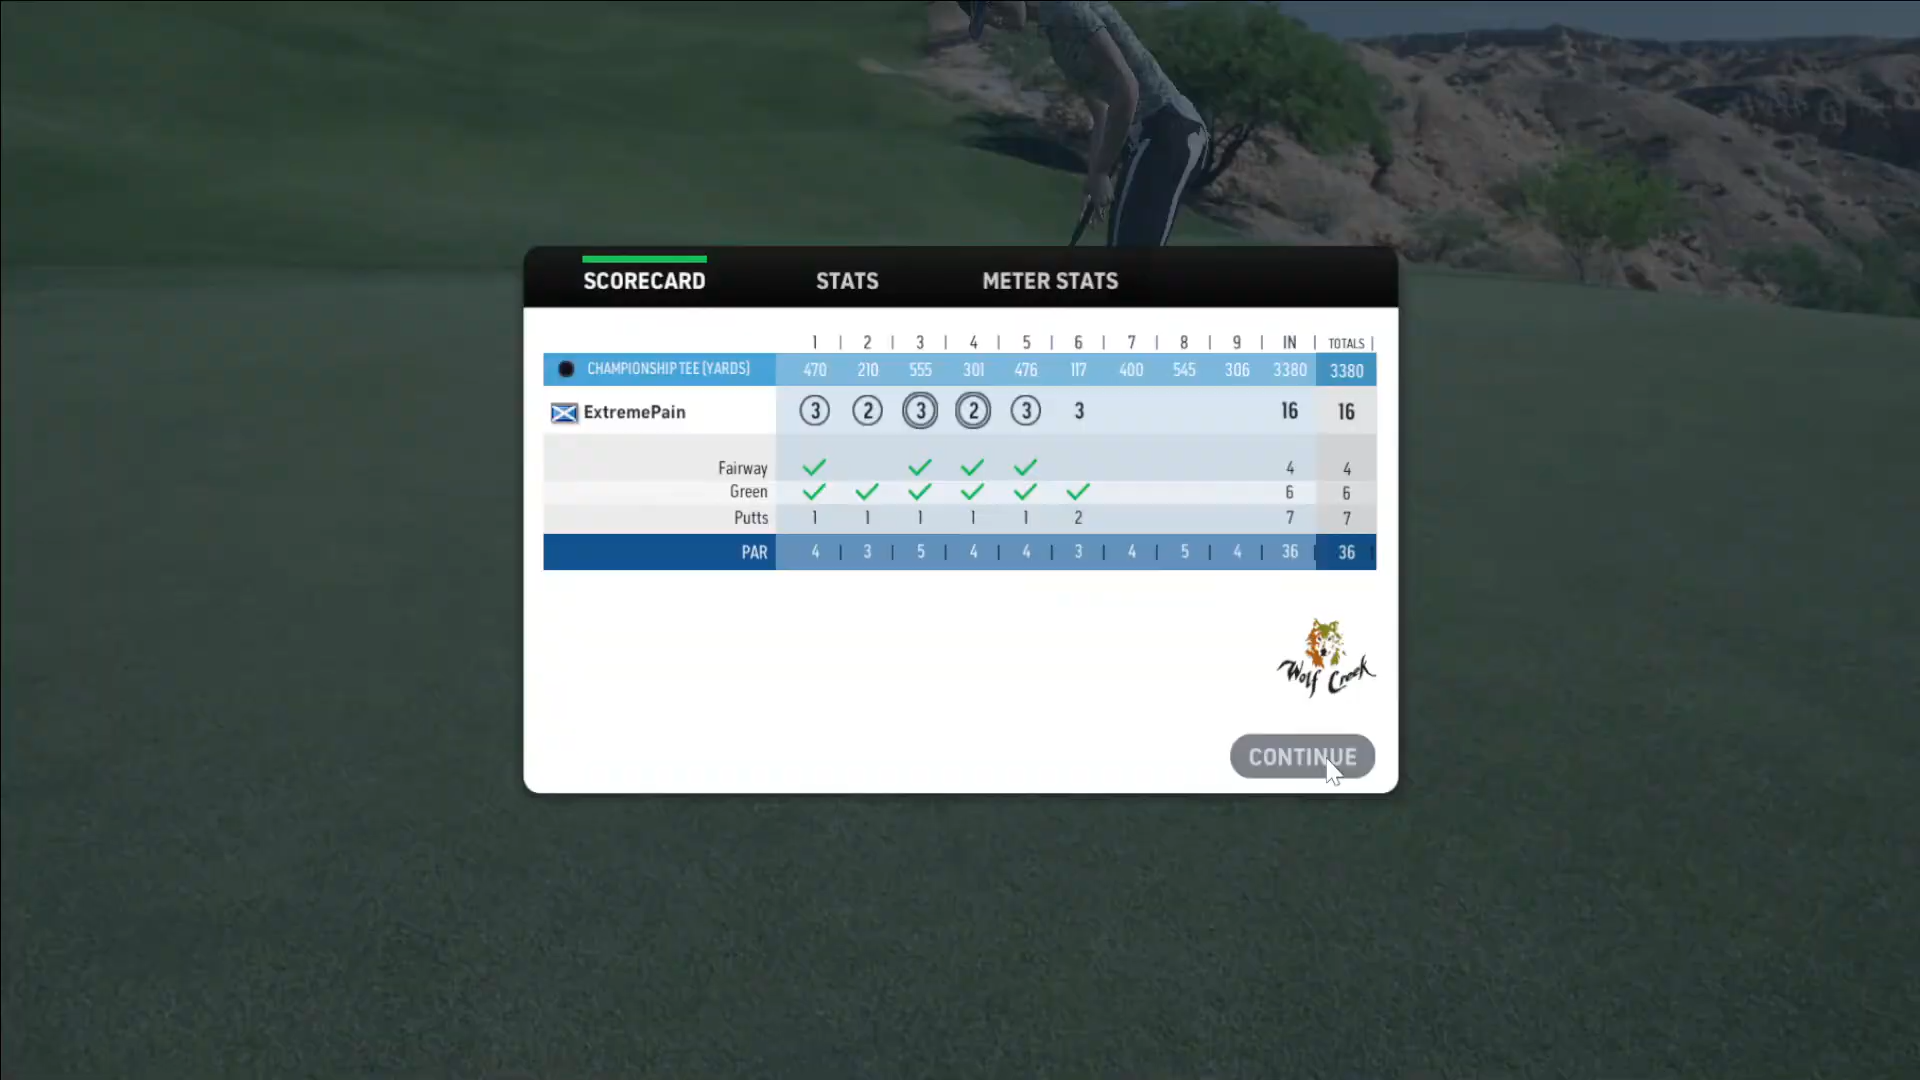 SCORECARD STATS METER STATS
1 | 2 | 3 | 4 | 5 | 6 | 7 | 8 | 9 | IN | TOTALS |
CHAMPIONSHIP TEE (YARDS) 470 210 555 301 476 117 400 545 306 3380 3380
ExtremePain 3 2 3 2 3 3 16 16
Fairway 4 4
Green 6 6
Putts 1 1 1 1 1 2 7 7
PAR 4 | 3 | 5 | 4 | 4 | 3 | 4 | 5 | 4 | 36 | 36
Wolf Creek
CONTINUE